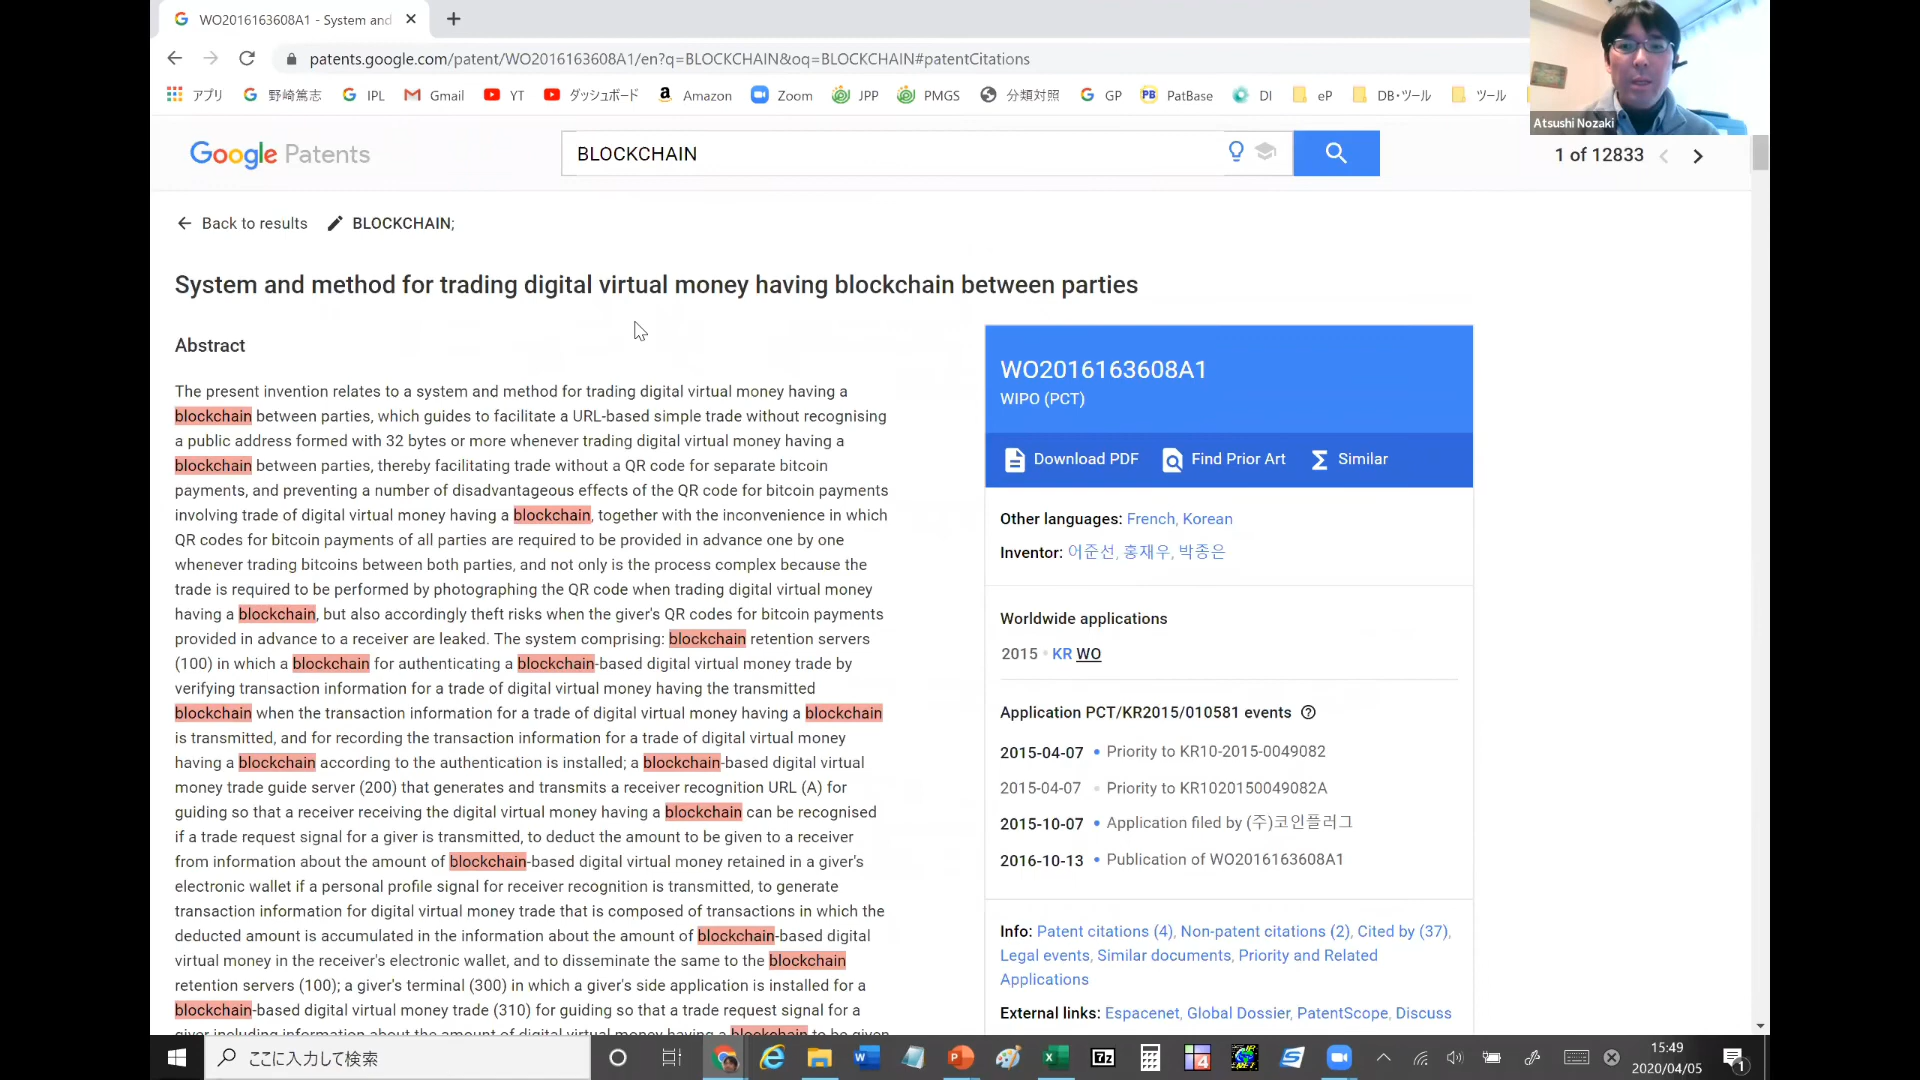 WO2016163608A1 - System and
patents.google.com/patent/WO2016163608A1/en?q=BLOCKCHAIN&oq=BLOCKCHAIN#patentCitations
アプリ 野崎篤志 IPL Gmail YT ダッシュボード Amazon Zoom JPP PMGS 分類対照 GP PatBase DI eP DB・ツール ツール
Atsushi Nozaki
Google Patents
BLOCKCHAIN
1 of 12833
Back to results
BLOCKCHAIN;
System and method for trading digital virtual money having blockchain between parties
Abstract
The present invention relates to a system and method for trading digital virtual money having a
blockchain between parties, which guides to facilitate a URL-based simple trade without recognising
a public address formed with 32 bytes or more whenever trading digital virtual money having a
blockchain between parties, thereby facilitating trade without a QR code for separate bitcoin
payments, and preventing a number of disadvantageous effects of the QR code for bitcoin payments
involving trade of digital virtual money having a blockchain, together with the inconvenience in which
QR codes for bitcoin payments of all parties are required to be provided in advance one by one
whenever trading bitcoins between both parties, and not only is the process complex because the
trade is required to be performed by photographing the QR code when trading digital virtual money
having a blockchain, but also accordingly theft risks when the giver's QR codes for bitcoin payments
provided in advance to a receiver are leaked. The system comprising: blockchain retention servers
(100) in which a blockchain for authenticating a blockchain-based digital virtual money trade by
verifying transaction information for a trade of digital virtual money having the transmitted
blockchain when the transaction information for a trade of digital virtual money having a blockchain
is transmitted, and for recording the transaction information for a trade of digital virtual money
having a blockchain according to the authentication is installed; a blockchain-based digital virtual
money trade guide server (200) that generates and transmits a receiver recognition URL (A) for
guiding so that a receiver receiving the digital virtual money having a blockchain can be recognised
if a trade request signal for a giver is transmitted, to deduct the amount to be given to a receiver
from information about the amount of blockchain-based digital virtual money retained in a giver's
electronic wallet if a personal profile signal for receiver recognition is transmitted, to generate
transaction information for digital virtual money trade that is composed of transactions in which the
deducted amount is accumulated in the information about the amount of blockchain-based digital
virtual money in the receiver's electronic wallet, and to disseminate the same to the blockchain
retention servers (100); a giver's terminal (300) in which a giver's side application is installed for a
blockchain-based digital virtual money trade (310) for guiding so that a trade request signal for a
giver including information about the amount of digital virtual money having a blockchain to be given
WO2016163608A1
WIPO (PCT)
Download PDF Find Prior Art Similar
Other languages: French, Korean
Inventor: 어준선, 홍재우, 박종은
Worldwide applications
2015 • KR WO
Application PCT/KR2015/010581 events
2015-04-07 • Priority to KR10-2015-0049082
2015-04-07 • Priority to KR1020150049082A
2015-10-07 • Application filed by (주)코인플러그
2016-10-13 • Publication of WO2016163608A1
Info: Patent citations (4), Non-patent citations (2), Cited by (37),
Legal events, Similar documents, Priority and Related
Applications
External links: Espacenet, Global Dossier, PatentScope, Discuss
ここに入力して検索
15:49
2020/04/05